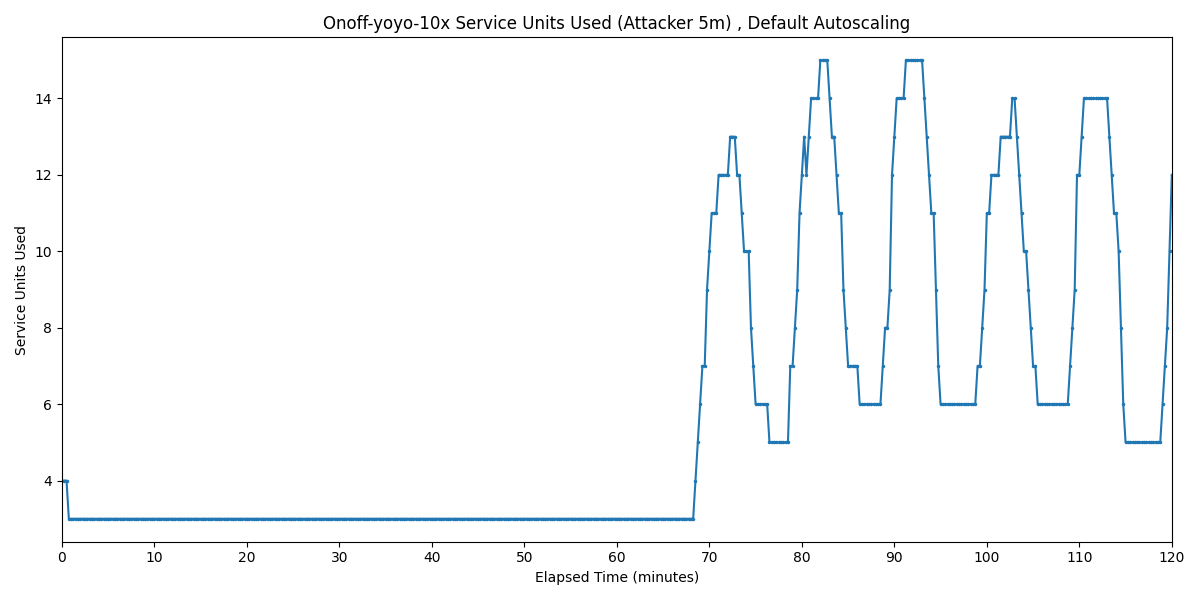 Onoff-yoyo-10x Service Units Used (Attacker 5m) , Default Autoscaling
Service Units Used
14
12
10
8
6
4
0 10 20 30 40 50 60 70 80 90 100 110 120
Elapsed Time (minutes)